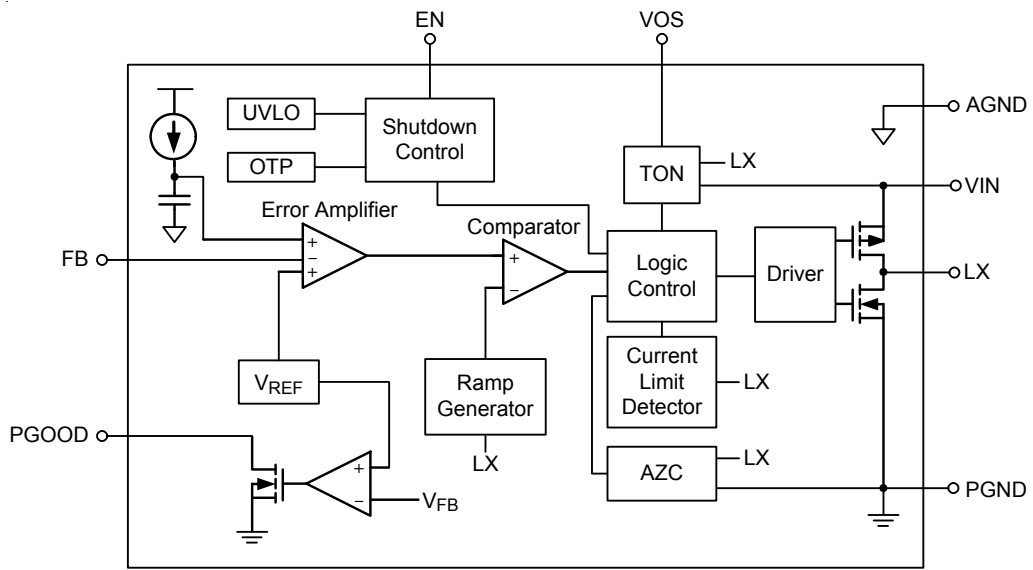 EN
VOS
AGND
UVLO
Shutdown
Control
OTP
TON
LX
VIN
Error Amplifier
Comparator
FB
+
−
+
+
−
Logic
Control
Driver
LX
VREF
Ramp
Generator
Current
Limit
Detector
LX
PGOOD
LX
+
−
VFB
AZC
LX
PGND